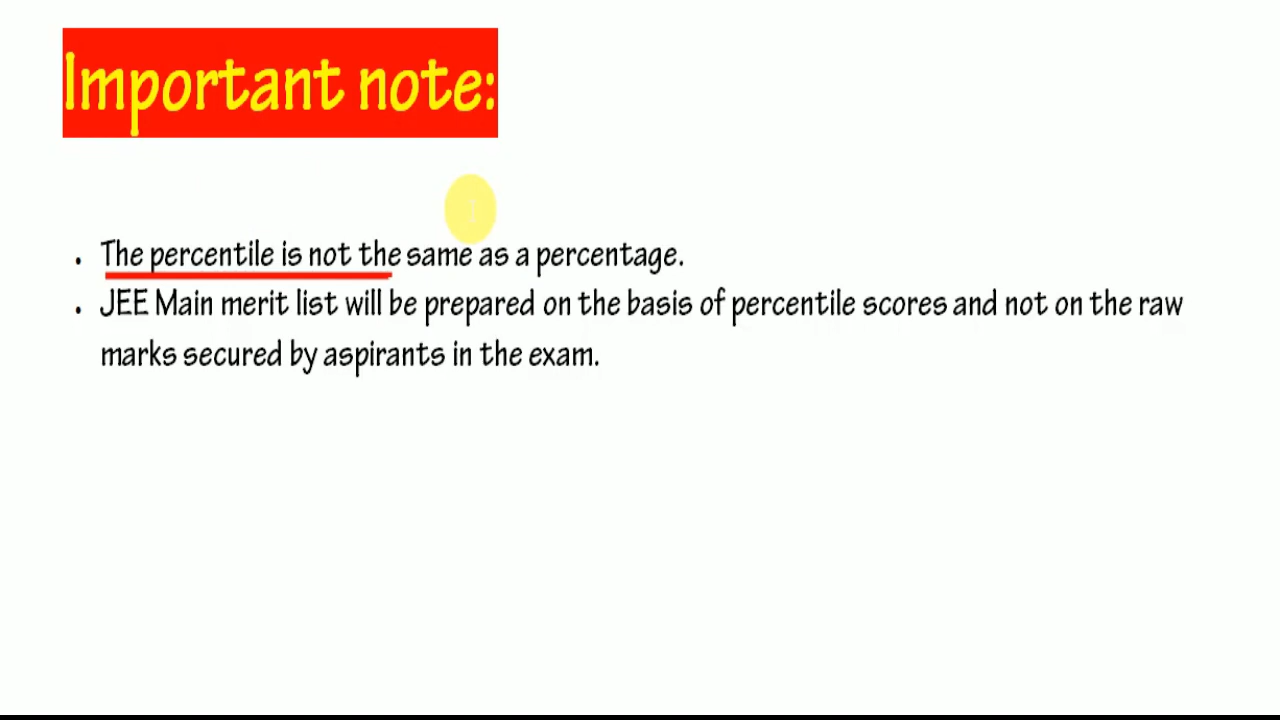 Important note:
• The percentile is not the same as a percentage.
• JEE Main merit list will be prepared on the basis of percentile scores and not on the raw
marks secured by aspirants in the exam.